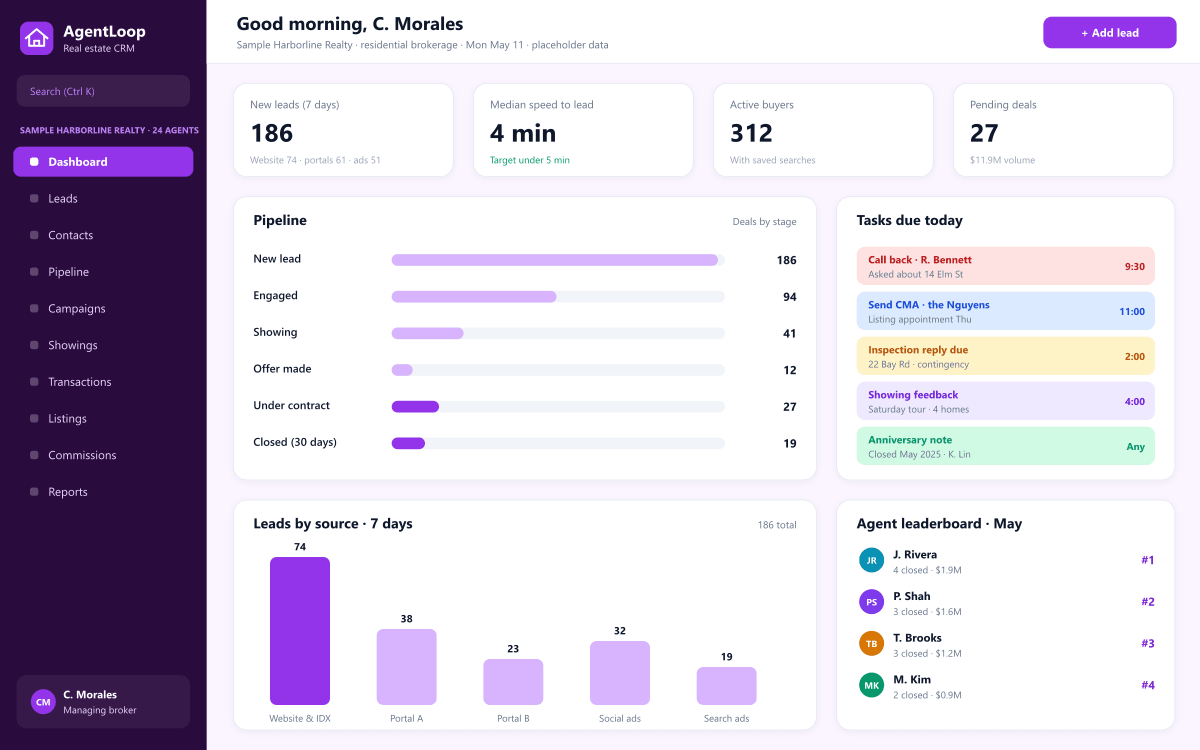 AgentLoop
Real estate CRM
Search (Ctrl K)
SAMPLE HARBORLINE REALTY · 24 AGENTS
Dashboard
Leads
Contacts
Pipeline
Campaigns
Showings
Transactions
Listings
Commissions
Reports
CM
C. Morales
Managing broker
Good morning, C. Morales
Sample Harborline Realty · residential brokerage · Mon May 11 · placeholder data
+ Add lead
New leads (7 days)
186
Website 74 · portals 61 · ads 51
Median speed to lead
4 min
Target under 5 min
Active buyers
312
With saved searches
Pending deals
27
$11.9M volume
Pipeline
Deals by stage
New lead 186
Engaged 94
Showing 41
Offer made 12
Under contract 27
Closed (30 days) 19
Tasks due today
Call back · R. Bennett
Asked about 14 Elm St
9:30
Send CMA · the Nguyens
Listing appointment Thu
11:00
Inspection reply due
22 Bay Rd · contingency
2:00
Showing feedback
Saturday tour · 4 homes
4:00
Anniversary note
Closed May 2025 · K. Lin
Any
Leads by source · 7 days
186 total
74
38
23
32
19
Website & IDX
Portal A
Portal B
Social ads
Search ads
Agent leaderboard · May
JR
J. Rivera
4 closed · $1.9M
#1
PS
P. Shah
3 closed · $1.6M
#2
TB
T. Brooks
3 closed · $1.2M
#3
MK
M. Kim
2 closed · $0.9M
#4